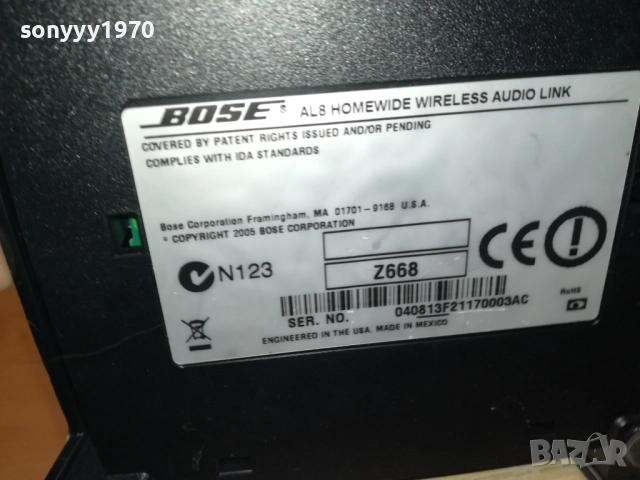 sonyyy1970
BOSE® AL8 HOMEWIDE WIRELESS AUDIO LINK
COVERED BY PATENT RIGHTS ISSUED AND/OR PENDING
COMPLIES WITH IDA STANDARDS
Bose Corporation Framingham, MA 01701-9168 U.S.A.
© COPYRIGHT 2005 BOSE CORPORATION
N123
Z668
CE
RoHS
SER. NO. 040813F21170003AC
ENGINEERED IN THE USA. MADE IN MEXICO
BAZAR